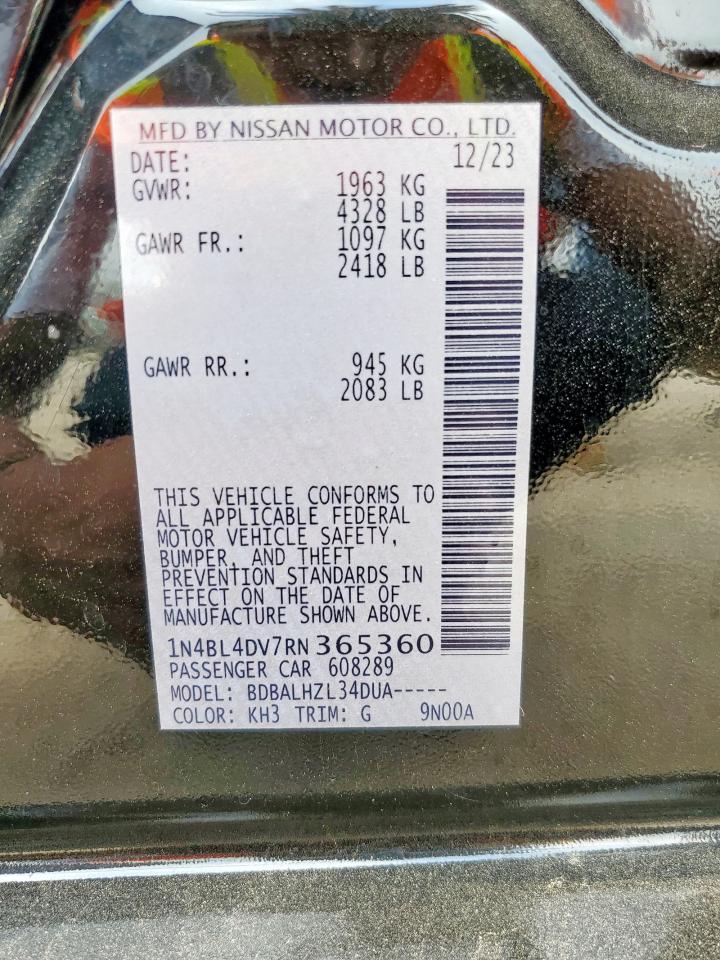 MFD BY NISSAN MOTOR CO., LTD.
DATE: 12/23
GVWR: 1963 KG
4328 LB
GAWR FR.: 1097 KG
2418 LB
GAWR RR.: 945 KG
2083 LB
THIS VEHICLE CONFORMS TO
ALL APPLICABLE FEDERAL
MOTOR VEHICLE SAFETY,
BUMPER, AND THEFT
PREVENTION STANDARDS IN
EFFECT ON THE DATE OF
MANUFACTURE SHOWN ABOVE.
1N4BL4DV7RN365360
PASSENGER CAR 608289
MODEL: BDBALHZL34DUA-----
COLOR: KH3 TRIM: G 9N00A